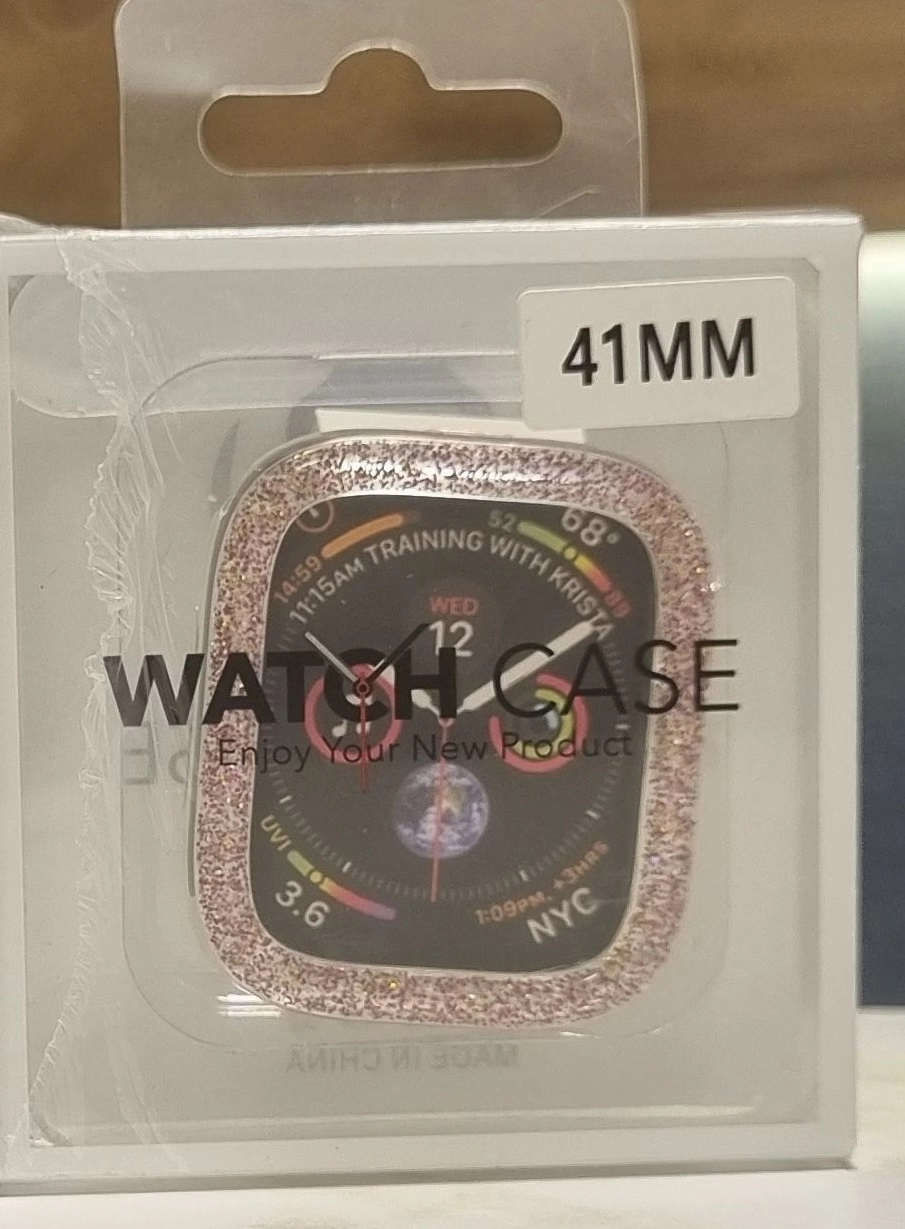 41MM
14:59
52
68°
89
11:15AM TRAINING WITH KRISTA
WED
12
WATCH CASE
Enjoy Your New Product
UVI
3.6
1:09PM, +3HRS
NYC
MADE IN CHINA